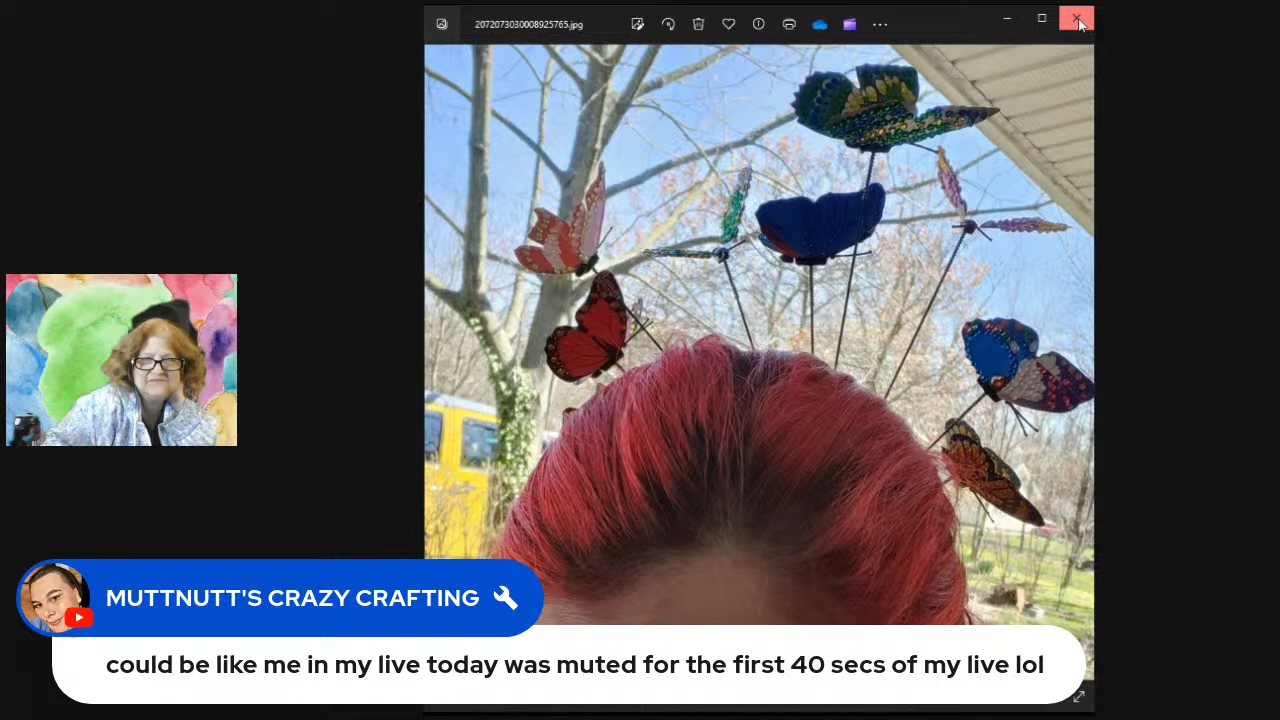 2072073030008925765.jpg
MUTTNUTT'S CRAZY CRAFTING
could be like me in my live today was muted for the first 40 secs of my live lol